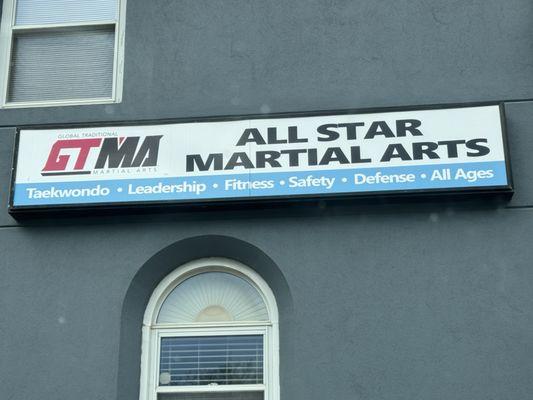 GLOBAL TRADITIONAL
GTMA
MARTIAL ARTS
ALL STAR
MARTIAL ARTS
Taekwondo • Leadership • Fitness • Safety • Defense • All Ages